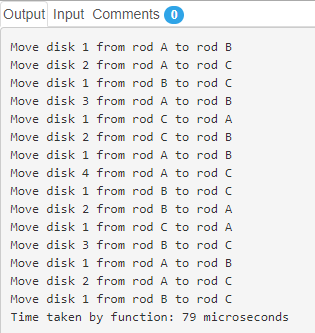 Output Input Comments 0
Move disk 1 from rod A to rod B
Move disk 2 from rod A to rod C
Move disk 1 from rod B to rod C
Move disk 3 from rod A to rod B
Move disk 1 from rod C to rod A
Move disk 2 from rod C to rod B
Move disk 1 from rod A to rod B
Move disk 4 from rod A to rod C
Move disk 1 from rod B to rod C
Move disk 2 from rod B to rod A
Move disk 1 from rod C to rod A
Move disk 3 from rod B to rod C
Move disk 1 from rod A to rod B
Move disk 2 from rod A to rod C
Move disk 1 from rod B to rod C
Time taken by function: 79 microseconds